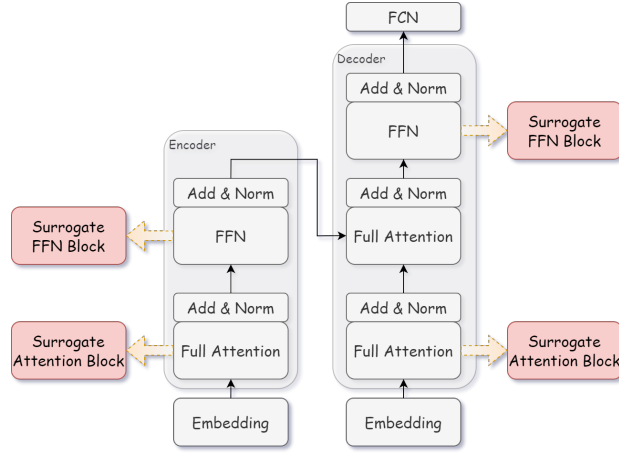 FCN
Decoder
Add & Norm
FFN
Surrogate
FFN Block
Encoder
Add & Norm
Add & Norm
Surrogate
FFN Block
FFN
Full Attention
Add & Norm
Add & Norm
Surrogate
Attention Block
Full Attention
Full Attention
Surrogate
Attention Block
Embedding
Embedding